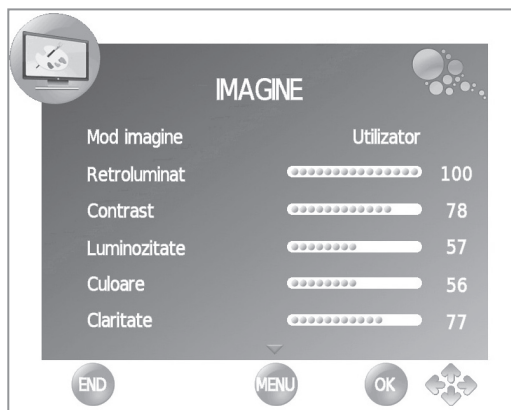 IMAGINE
Mod imagine Utilizator
Retroluminat 100
Contrast 78
Luminozitate 57
Culoare 56
Claritate 77
END MENU OK